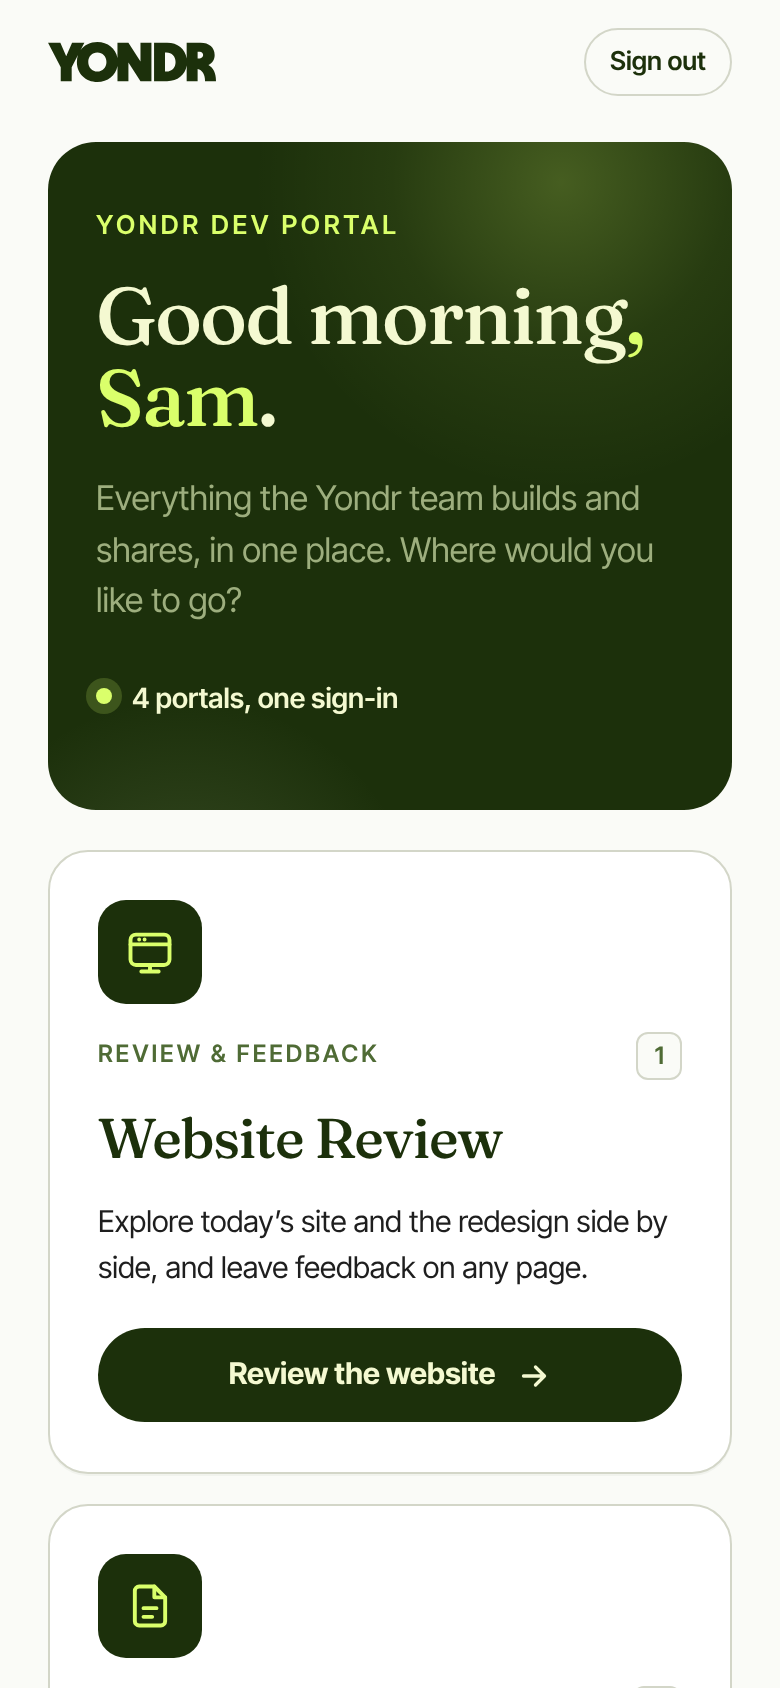 YONDR
Sign out
YONDR DEV PORTAL
Good morning,
Sam.
Everything the Yondr team builds and
shares, in one place. Where would you
like to go?
4 portals, one sign-in
REVIEW & FEEDBACK
1
Website Review
Explore today’s site and the redesign side by
side, and leave feedback on any page.
Review the website →